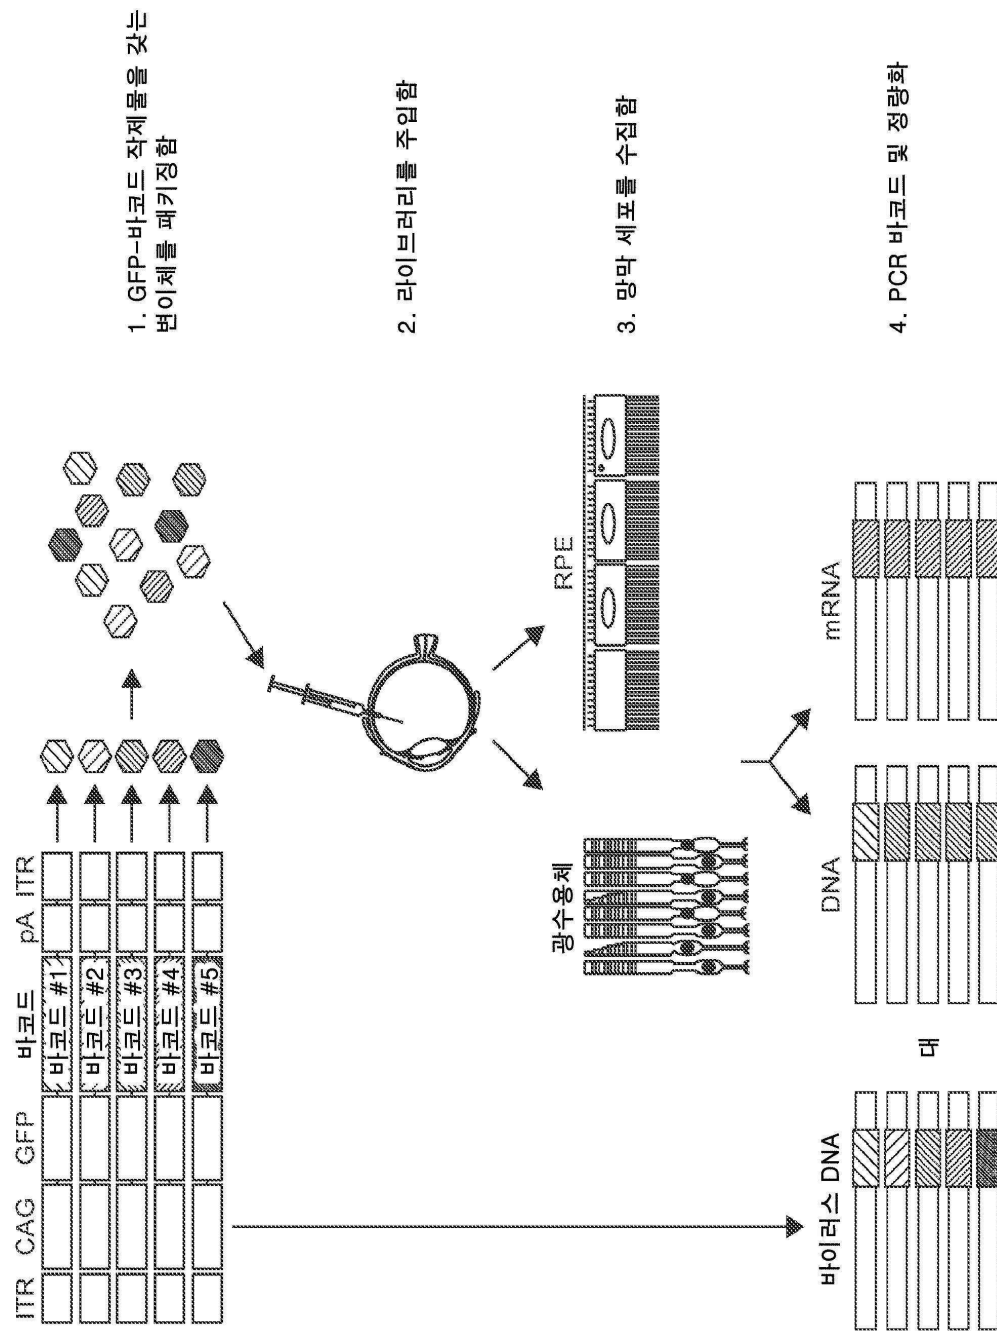 ITR CAG GFP 바코드 pA ITR
바코드 #1
바코드 #2
바코드 #3
바코드 #4
바코드 #5
1. GFP-바코드 작제물을 갖는
변이체를 패키징함
2. 라이브러리를 주입함
광수용체
RPE
3. 망막 세포를 수집함
바이러스 DNA
대
DNA
mRNA
4. PCR 바코드 및 정량화